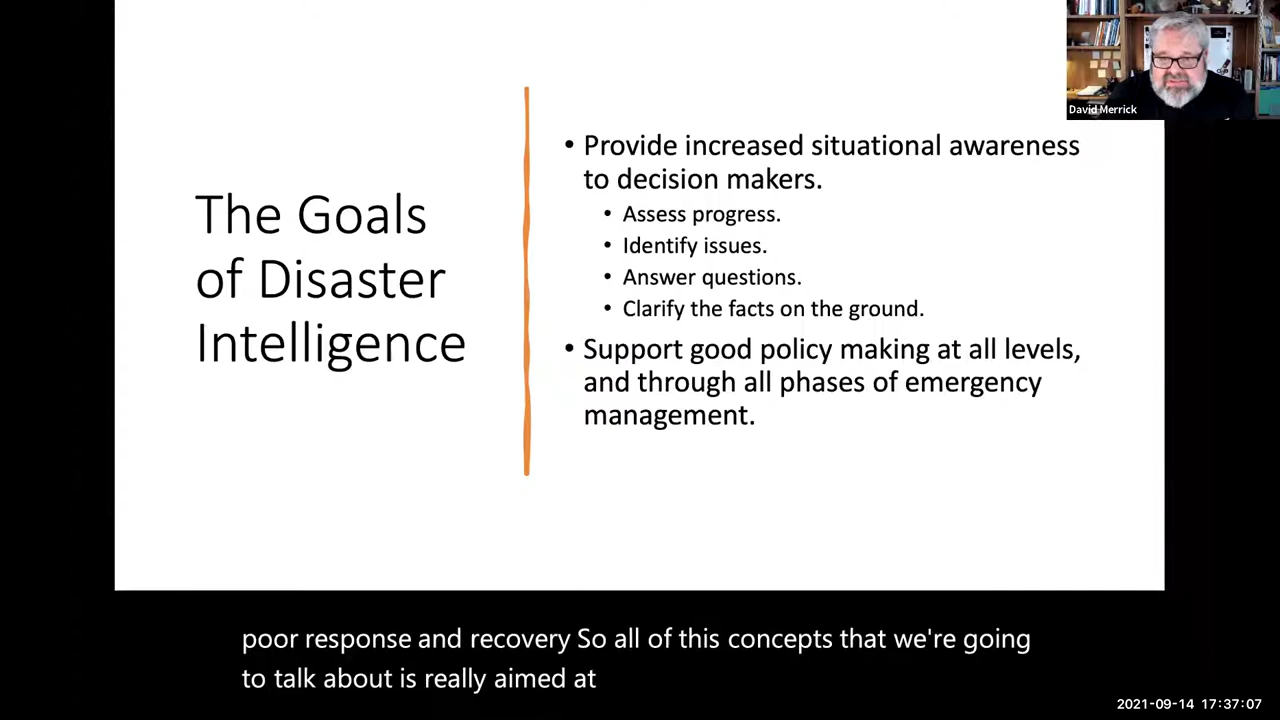 David Merrick
The Goals
of Disaster
Intelligence
• Provide increased situational awareness
to decision makers.
• Assess progress.
• Identify issues.
• Answer questions.
• Clarify the facts on the ground.
• Support good policy making at all levels,
and through all phases of emergency
management.
poor response and recovery So all of this concepts that we're going
to talk about is really aimed at
2021-09-14 17:37:07